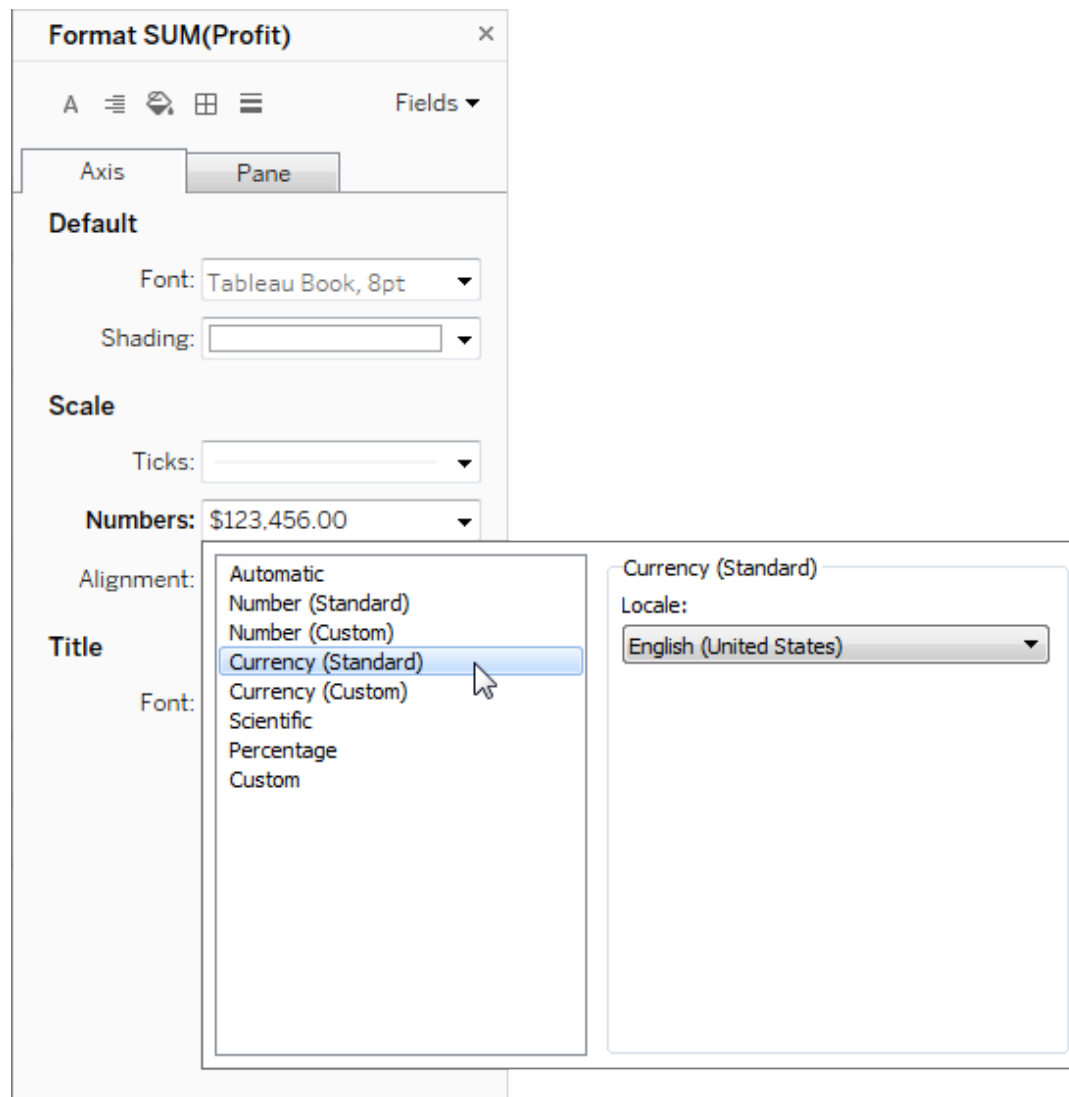 Format SUM(Profit)
A
Fields
Axis
Pane
Default
Font: Tableau Book, 8pt
Shading:
Scale
Ticks:
Numbers: $123,456.00
Alignment:
Title
Font:
Automatic
Number (Standard)
Number (Custom)
Currency (Standard)
Currency (Custom)
Scientific
Percentage
Custom
Currency (Standard)
Locale:
English (United States)